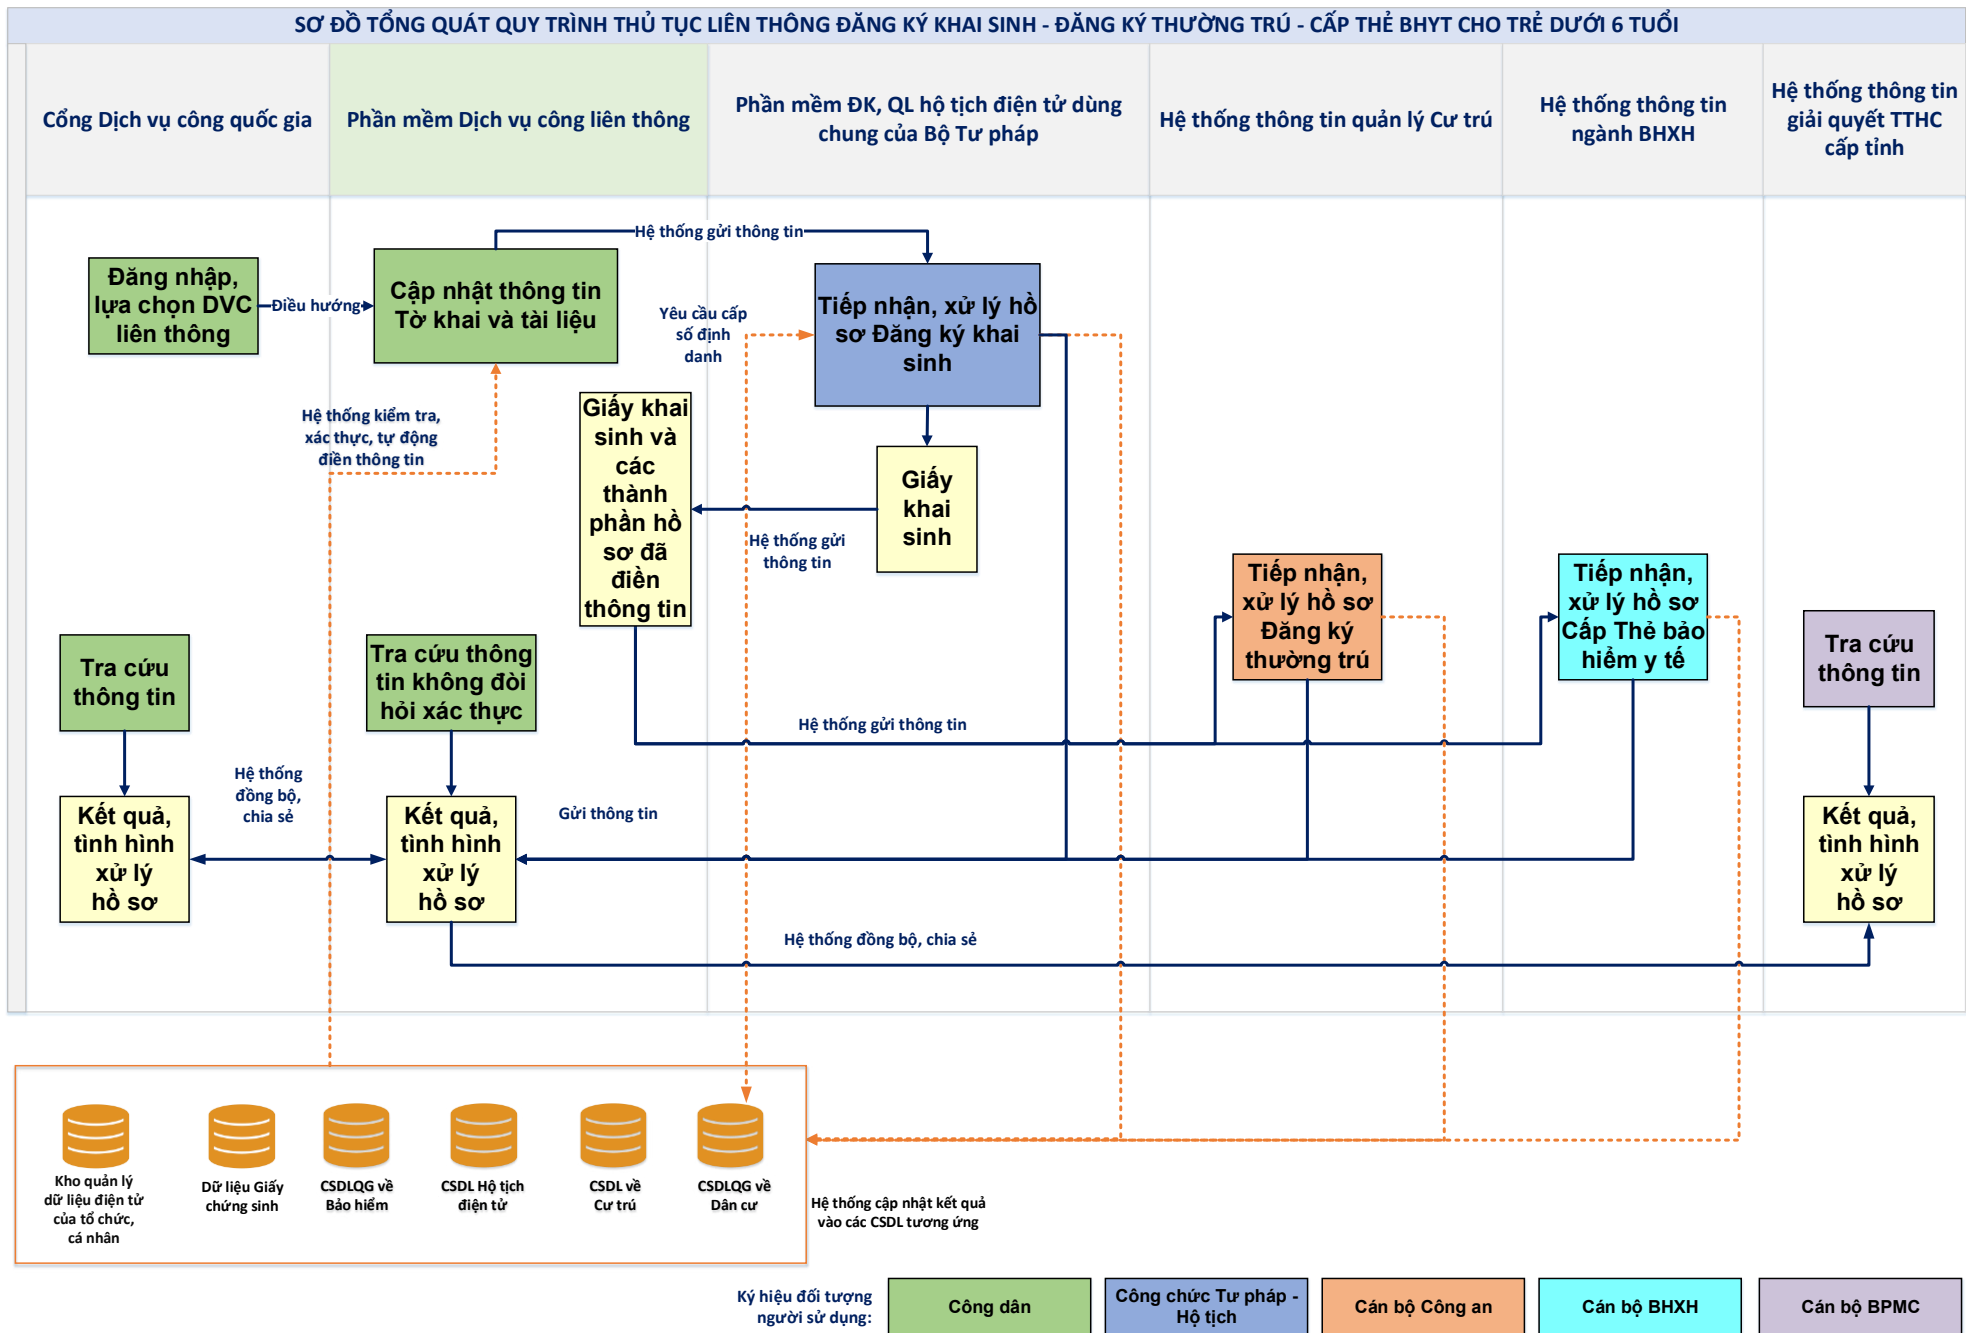 SƠ ĐỒ TỔNG QUÁT QUY TRÌNH THỦ TỤC LIÊN THÔNG ĐĂNG KÝ KHAI SINH - ĐĂNG KÝ THƯỜNG TRÚ - CẤP THẺ BHYT CHO TRẺ DƯỚI 6 TUỔI
Cổng Dịch vụ công quốc gia
Phần mềm Dịch vụ công liên thông
Phần mềm ĐK, QL hộ tịch điện tử dùng
chung của Bộ Tư pháp
Hệ thống thông tin quản lý Cư trú
Hệ thống thông tin
ngành BHXH
Hệ thống thông tin
giải quyết TTHC
cấp tỉnh
Đăng nhập,
lựa chọn DVC
liên thông
Điều hướng
Cập nhật thông tin
Tờ khai và tài liệu
Hệ thống gửi thông tin
Yêu cầu cấp
số định
danh
Tiếp nhận, xử lý hồ
sơ Đăng ký khai
sinh
Hệ thống kiểm tra,
xác thực, tự động
điền thông tin
Giấy khai
sinh và
các
thành
phần hồ
sơ đã
điền
thông tin
Giấy
khai
sinh
Hệ thống gửi
thông tin
Tiếp nhận,
xử lý hồ sơ
Đăng ký
thường trú
Tiếp nhận,
xử lý hồ sơ
Cấp Thẻ bảo
hiểm y tế
Tra cứu
thông tin
Tra cứu thông
tin không đòi
hỏi xác thực
Tra cứu
thông tin
Hệ thống gửi thông tin
Hệ thống
đồng bộ,
chia sẻ
Gửi thông tin
Kết quả,
tình hình
xử lý
hồ sơ
Kết quả,
tình hình
xử lý
hồ sơ
Kết quả,
tình hình
xử lý
hồ sơ
Hệ thống đồng bộ, chia sẻ
Kho quản lý
dữ liệu điện tử
của tổ chức,
cá nhân
Dữ liệu Giấy
chứng sinh
CSDLQG về
Bảo hiểm
CSDL Hộ tịch
điện tử
CSDL về
Cư trú
CSDLQG về
Dân cư
Hệ thống cập nhật kết quả
vào các CSDL tương ứng
Ký hiệu đối tượng
người sử dụng:
Công dân
Công chức Tư pháp -
Hộ tịch
Cán bộ Công an
Cán bộ BHXH
Cán bộ BPMC